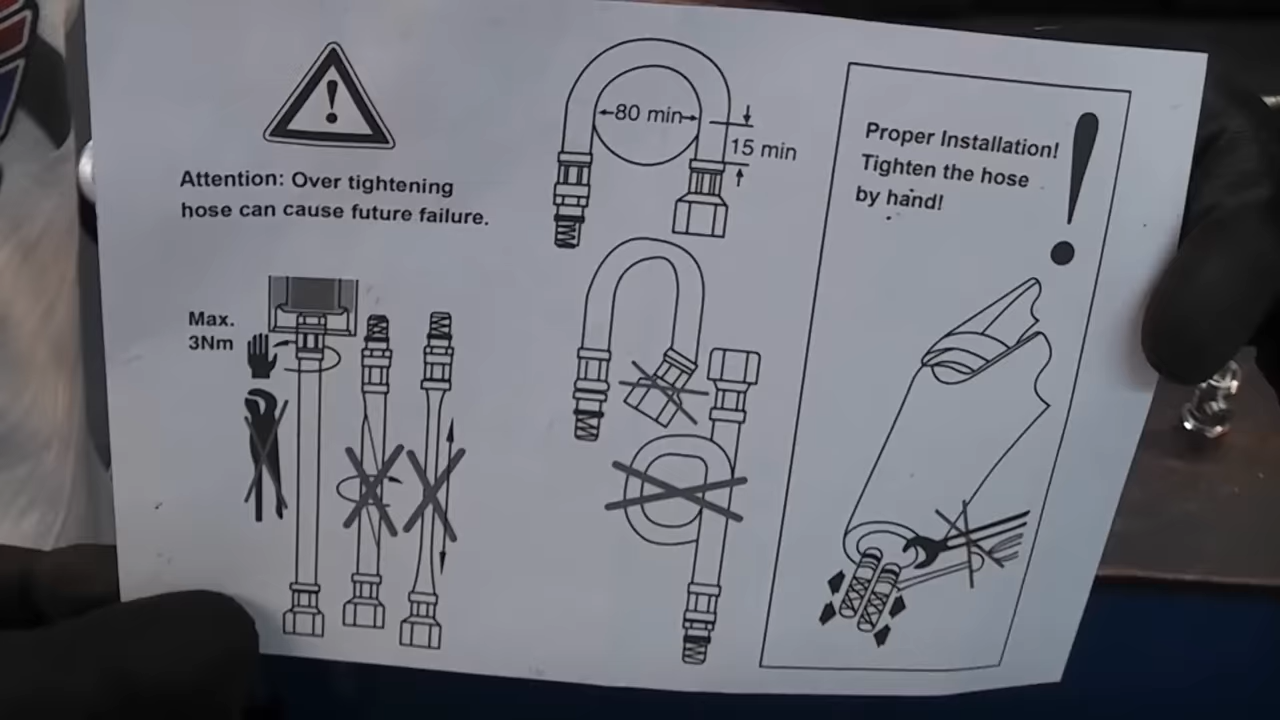 Attention: Over tightening
hose can cause future failure.
Max.
3Nm
80 min
15 min
Proper Installation!
Tighten the hose
by hand!